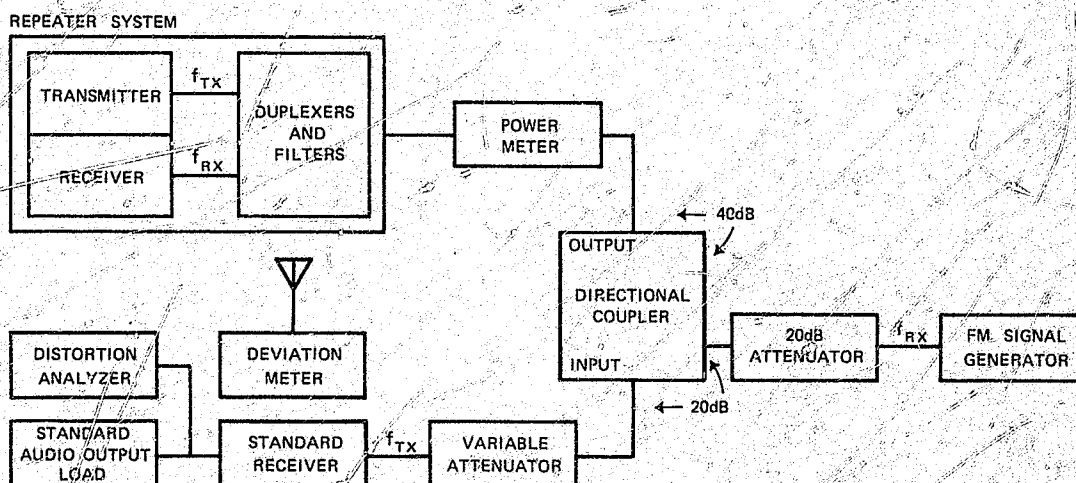 REPEATER SYSTEM
TRANSMITTER
fTX
DUPLEXERS
AND
FILTERS
RECEIVER
fRX
POWER
METER
40dB
OUTPUT
DIRECTIONAL
COUPLER
INPUT
20dB
20dB
ATTENUATOR
fRX
FM SIGNAL
GENERATOR
DISTORTION
ANALYZER
DEVIATION
METER
STANDARD
AUDIO OUTPUT
LOAD
STANDARD
RECEIVER
fTX
VARIABLE
ATTENUATOR